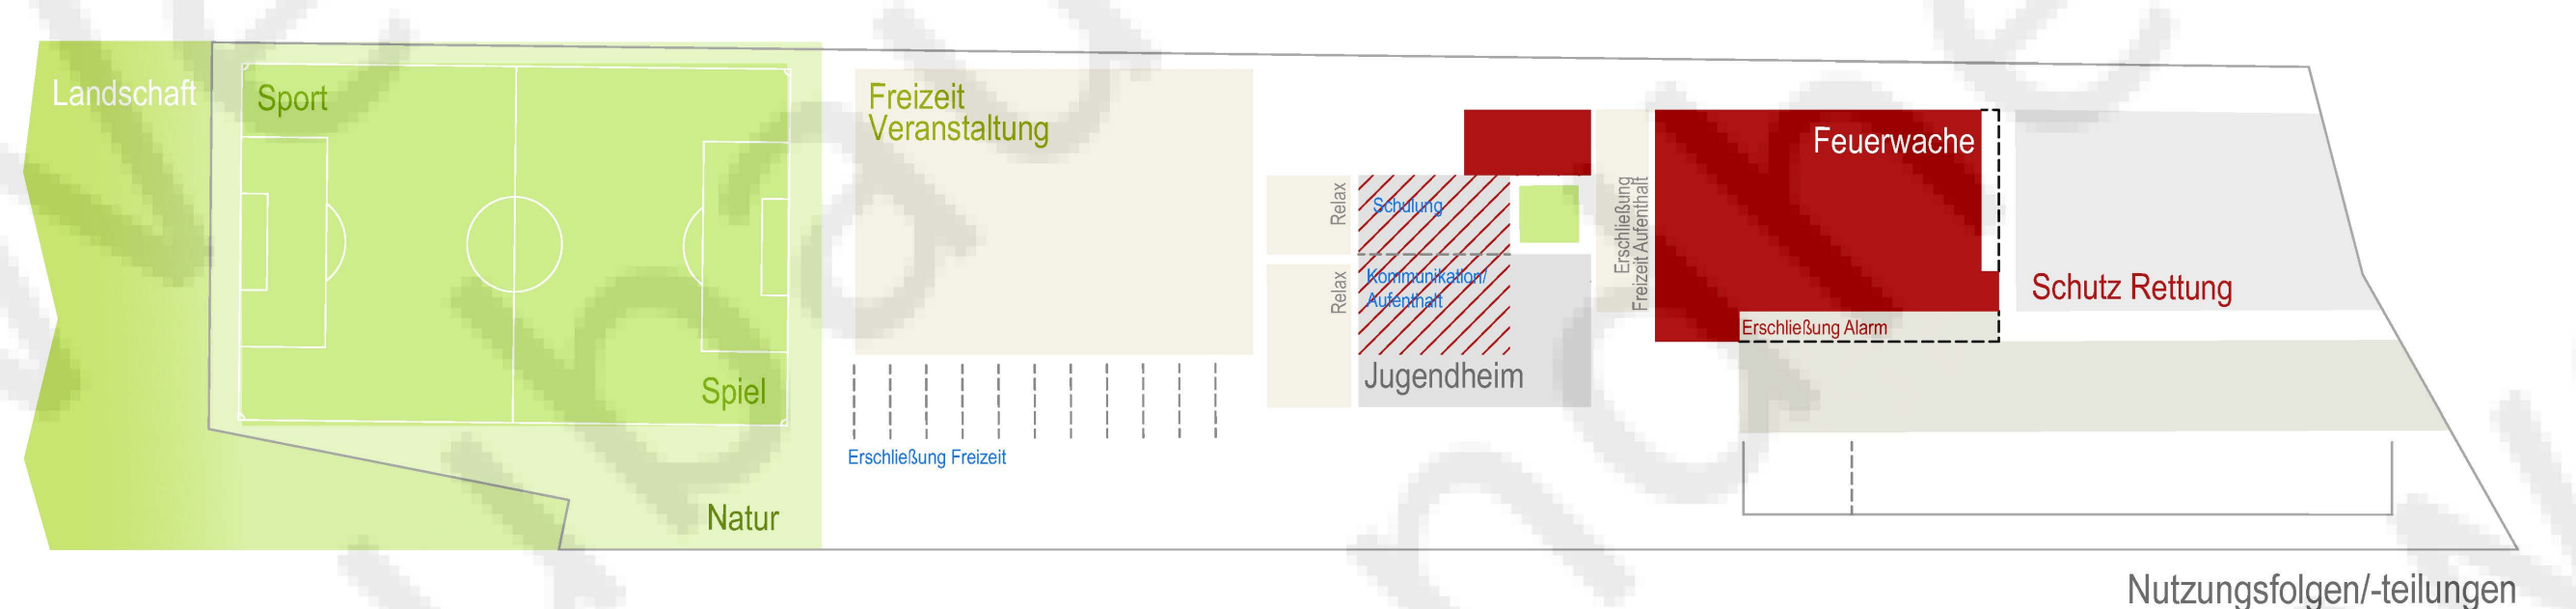 Landschaft
Sport
Spiel
Natur
Freizeit
Veranstaltung
Erschließung Freizeit
Relax
Relax
Schulung
Kommunikation/
Aufenthalt
Jugendheim
Erschließung
Freizeit Aufenthalt
Feuerwache
Erschließung Alarm
Schutz Rettung
Nutzungsfolgen/-teilungen